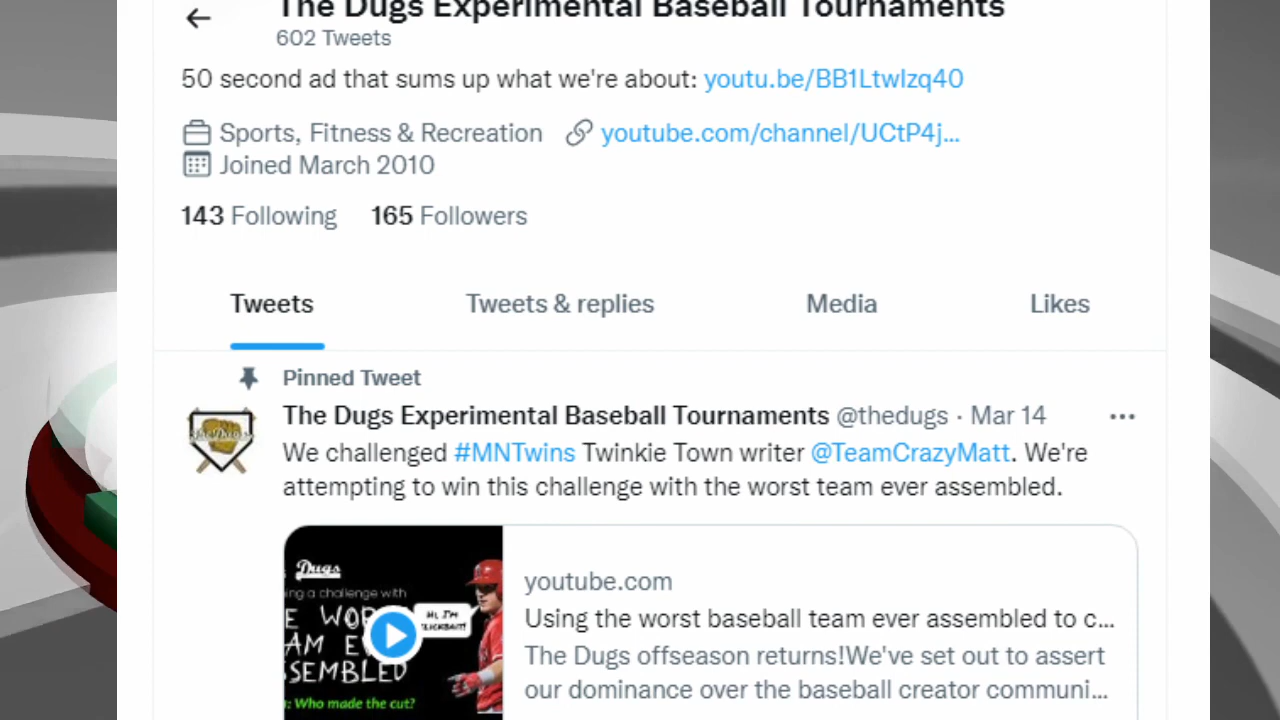 The Dugs Experimental Baseball Tournaments
602 Tweets
50 second ad that sums up what we're about: youtu.be/BB1LtwIzq40
Sports, Fitness & Recreation youtube.com/channel/UCtP4j...
Joined March 2010
143 Following 165 Followers
Tweets Tweets & replies Media Likes
Pinned Tweet
The Dugs Experimental Baseball Tournaments @thedugs · Mar 14
We challenged #MNTwins Twinkie Town writer @TeamCrazyMatt. We're
attempting to win this challenge with the worst team ever assembled.
Dugs
ing a challenge with
HI, I'M
youtube.com
Using the worst baseball team ever assembled to c...
The Dugs offseason returns!We've set out to assert
our dominance over the baseball creator communi...
SEMBLED
: Who made the cut?